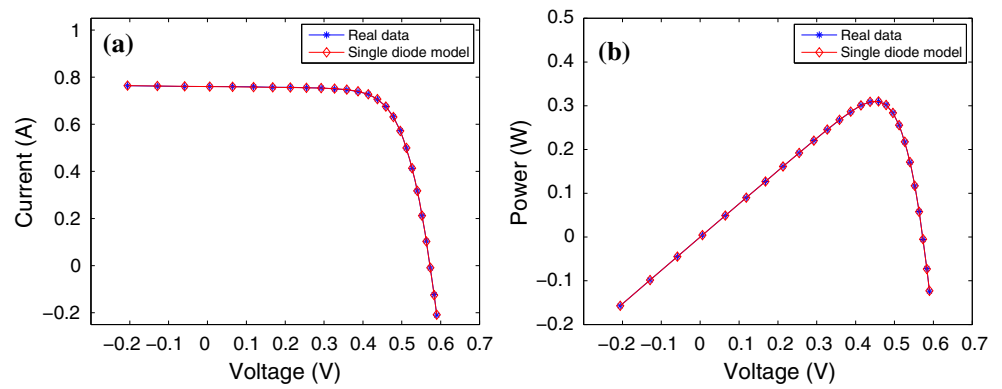 (a)
Real data
Single diode model
1
0.8
0.6
0.4
0.2
0
−0.2
Current (A)
−0.2 −0.1 0 0.1 0.2 0.3 0.4 0.5 0.6 0.7
Voltage (V)
(b)
Real data
Single diode model
0.5
0.4
0.3
0.2
0.1
0
−0.1
−0.2
Power (W)
−0.2 −0.1 0 0.1 0.2 0.3 0.4 0.5 0.6 0.7
Voltage (V)